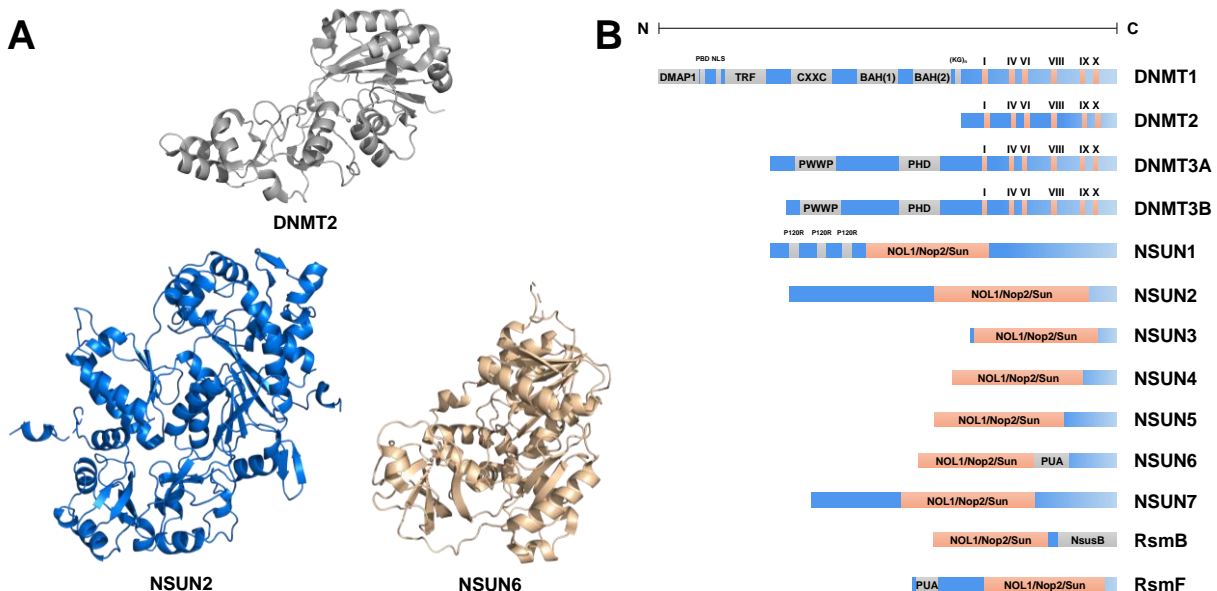 A
DNMT2
NSUN2
NSUN6
B
N C
PBD NLS (KG)n I IV VI VIII IX X
DMAP1 TRF CXXC BAH(1) BAH(2) DNMT1
I IV VI VIII IX X
DNMT2
I IV VI VIII IX X
PWWP PHD DNMT3A
I IV VI VIII IX X
PWWP PHD DNMT3B
P120R P120R P120R
NOL1/Nop2/Sun NSUN1
NOL1/Nop2/Sun NSUN2
NOL1/Nop2/Sun NSUN3
NOL1/Nop2/Sun NSUN4
NOL1/Nop2/Sun NSUN5
NOL1/Nop2/Sun PUA NSUN6
NOL1/Nop2/Sun NSUN7
NOL1/Nop2/Sun NsusB RsmB
PUA NOL1/Nop2/Sun RsmF